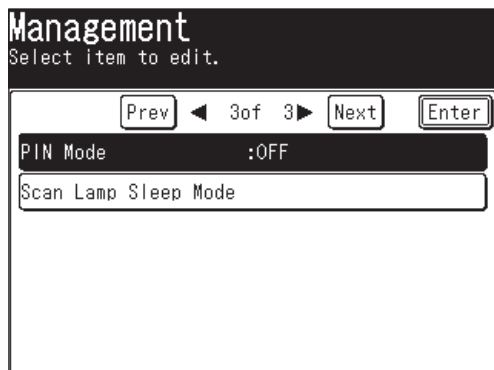 Management
Select item to edit.
Prev ◀ 3of 3▶ Next Enter
PIN Mode :OFF
Scan Lamp Sleep Mode